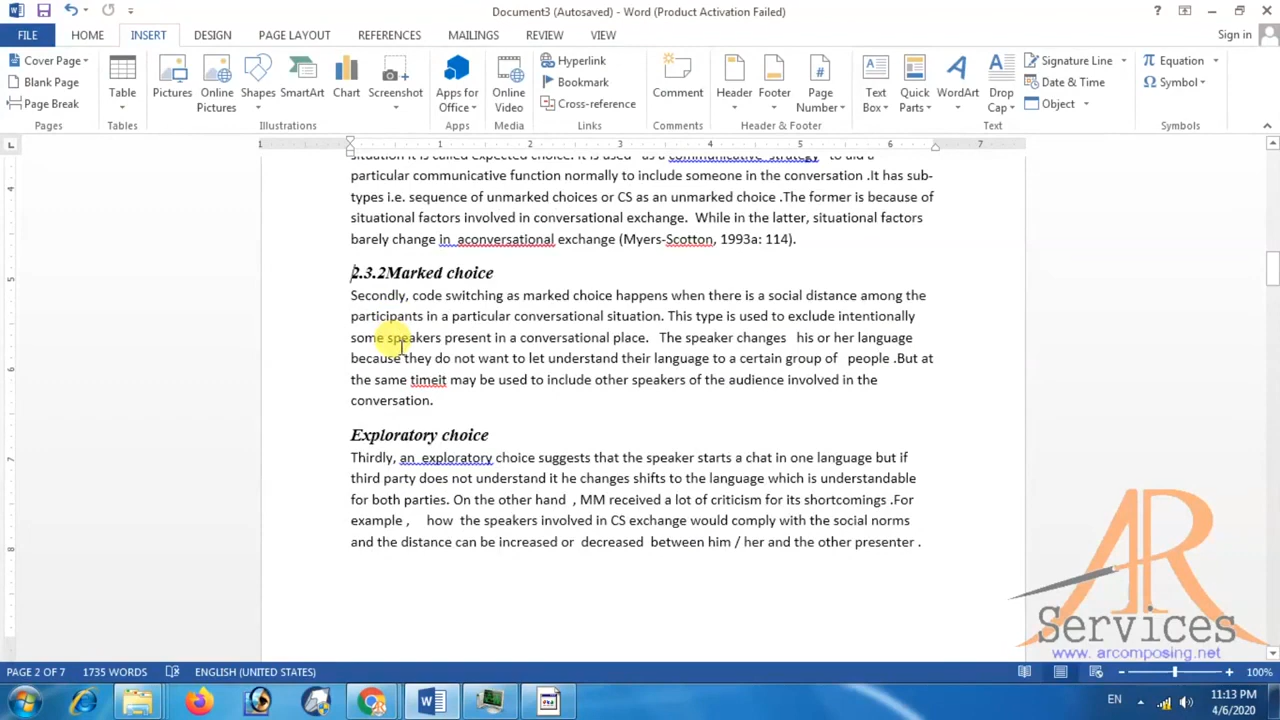 Document3 (Autosaved) - Word (Product Activation Failed)
FILE HOME INSERT DESIGN PAGE LAYOUT REFERENCES MAILINGS REVIEW VIEW Sign in
Cover Page
Blank Page
Page Break
Table
Pictures
Online Pictures
Shapes
SmartArt
Chart
Screenshot
Apps for Office
Online Video
Hyperlink
Bookmark
Cross-reference
Comment
Header
Footer
Page Number
Text Box
Quick Parts
WordArt
Drop Cap
Signature Line
Date & Time
Object
Equation
Symbol
Pages Tables Illustrations Apps Media Links Comments Header & Footer Text Symbols
1 1 2 3 4 5 6 7
situation it is called expected choice. It is used as a communicative strategy to aid a
particular communicative function normally to include someone in the conversation .It has sub-
types i.e. sequence of unmarked choices or CS as an unmarked choice .The former is because of
situational factors involved in conversational exchange. While in the latter, situational factors
barely change in aconversational exchange (Myers-Scotton, 1993a: 114).
2.3.2Marked choice
Secondly, code switching as marked choice happens when there is a social distance among the
participants in a particular conversational situation. This type is used to exclude intentionally
some speakers present in a conversational place. The speaker changes his or her language
because they do not want to let understand their language to a certain group of people .But at
the same timeit may be used to include other speakers of the audience involved in the
conversation.
Exploratory choice
Thirdly, an exploratory choice suggests that the speaker starts a chat in one language but if
third party does not understand it he changes shifts to the language which is understandable
for both parties. On the other hand , MM received a lot of criticism for its shortcomings .For
example , how the speakers involved in CS exchange would comply with the social norms
and the distance can be increased or decreased between him / her and the other presenter .
4
5
6
7
8
AR
Services
www. arcomposing.net
PAGE 2 OF 7 1735 WORDS ENGLISH (UNITED STATES) 100%
EN 11:13 PM
4/6/2020